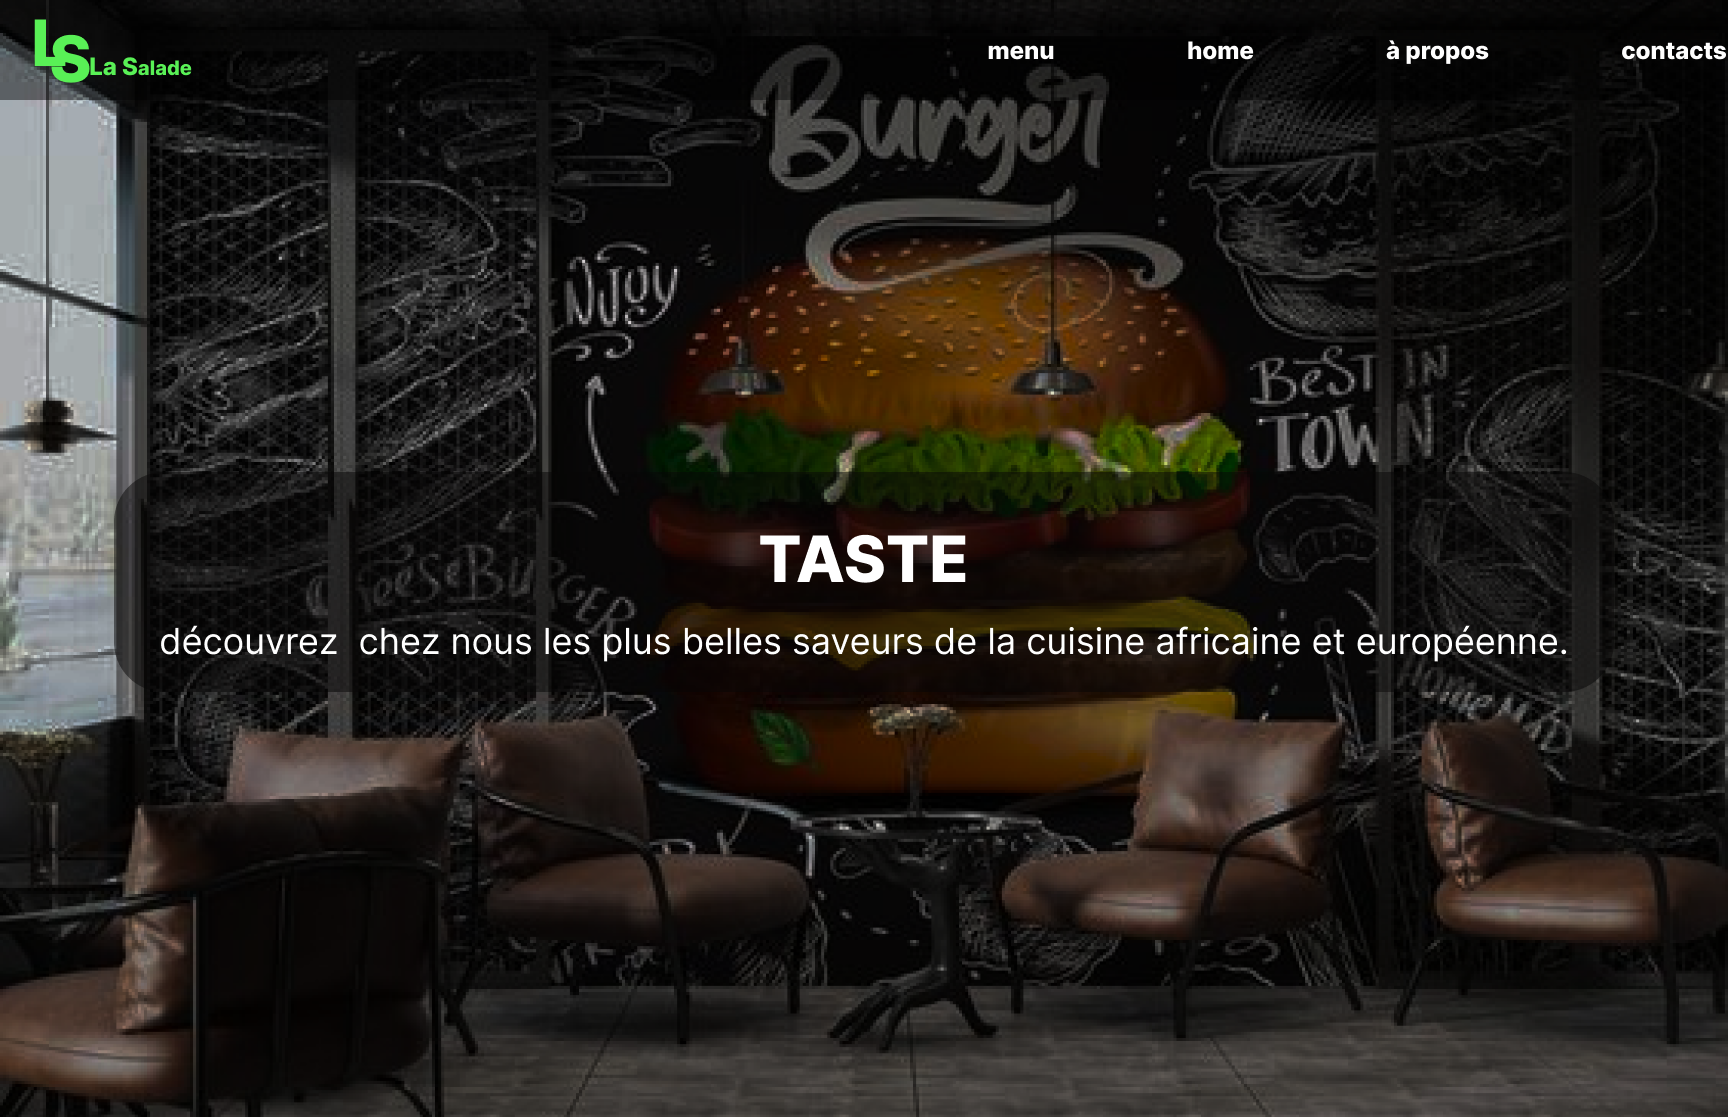 LS La Salade
menu home à propos contacts
Burger
ENJOY
BeST IN
TOWN
CHeeSeBURGER
TASTE
découvrez  chez nous les plus belles saveurs de la cuisine africaine et européenne.